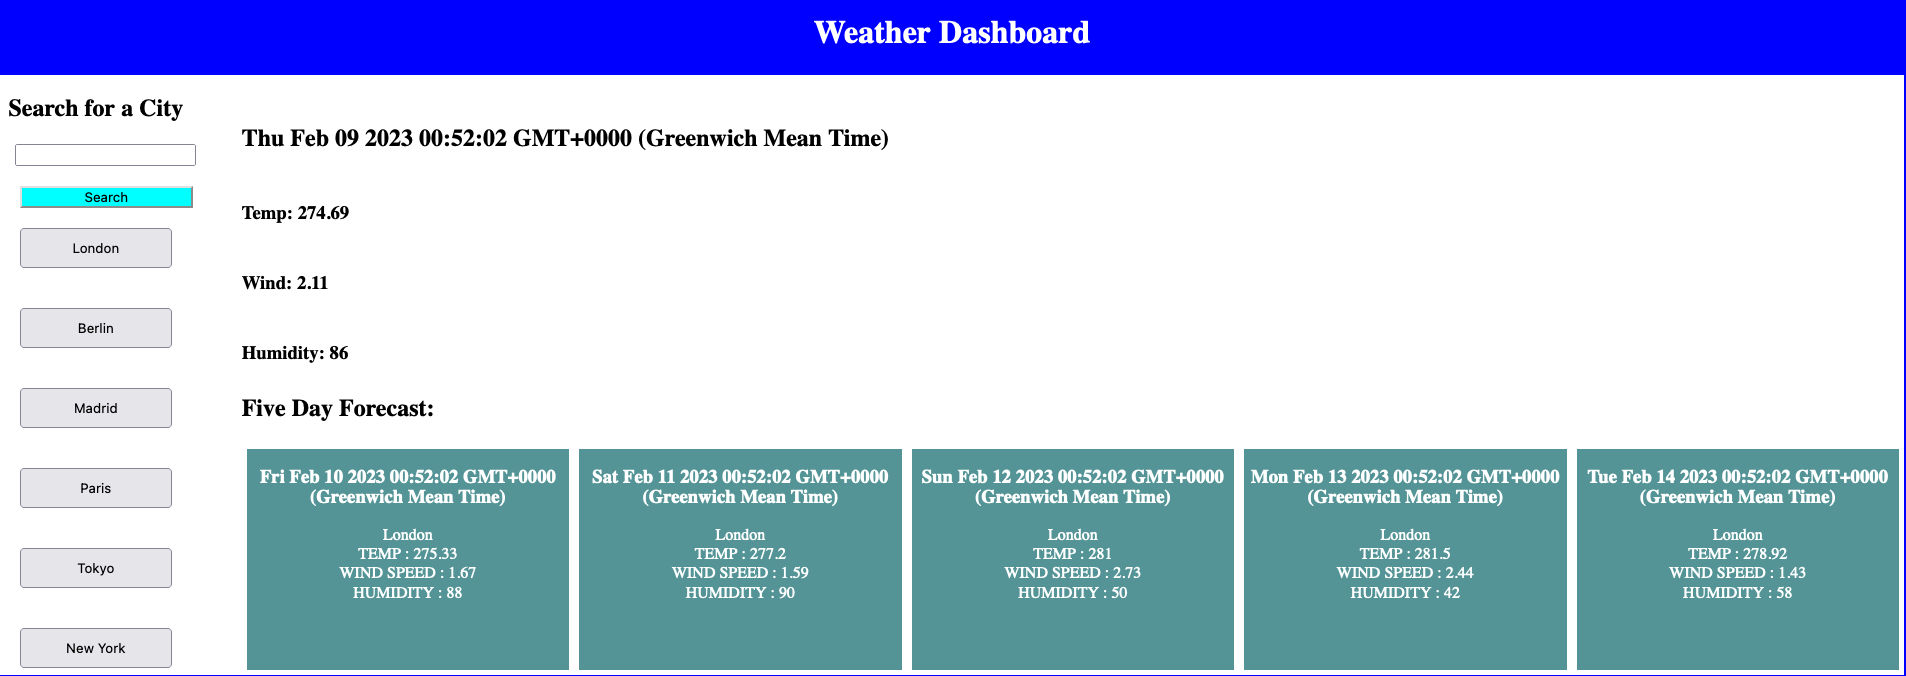 Weather Dashboard
Search for a City
Search
London
Berlin
Madrid
Paris
Tokyo
New York
Thu Feb 09 2023 00:52:02 GMT+0000 (Greenwich Mean Time)
Temp: 274.69
Wind: 2.11
Humidity: 86
Five Day Forecast:
Fri Feb 10 2023 00:52:02 GMT+0000
(Greenwich Mean Time)
London
TEMP : 275.33
WIND SPEED : 1.67
HUMIDITY : 88
Sat Feb 11 2023 00:52:02 GMT+0000
(Greenwich Mean Time)
London
TEMP : 277.2
WIND SPEED : 1.59
HUMIDITY : 90
Sun Feb 12 2023 00:52:02 GMT+0000
(Greenwich Mean Time)
London
TEMP : 281
WIND SPEED : 2.73
HUMIDITY : 50
Mon Feb 13 2023 00:52:02 GMT+0000
(Greenwich Mean Time)
London
TEMP : 281.5
WIND SPEED : 2.44
HUMIDITY : 42
Tue Feb 14 2023 00:52:02 GMT+0000
(Greenwich Mean Time)
London
TEMP : 278.92
WIND SPEED : 1.43
HUMIDITY : 58